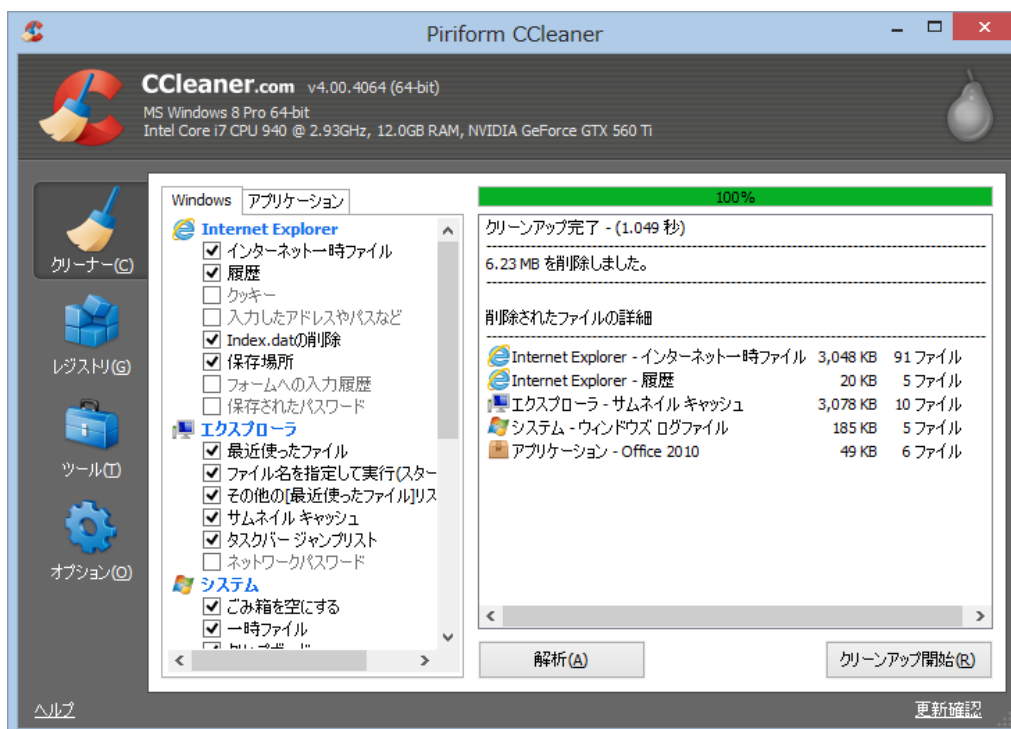 Piriform CCleaner
CCleaner.com v4.00.4064 (64-bit)
MS Windows 8 Pro 64-bit
Intel Core i7 CPU 940 @ 2.93GHz, 12.0GB RAM, NVIDIA GeForce GTX 560 Ti
クリーナー(C)
レジストリ(G)
ツール(T)
オプション(O)
Windows アプリケーション
Internet Explorer
インターネット一時ファイル
履歴
クッキー
入力したアドレスやパスなど
Index.datの削除
保存場所
フォームへの入力履歴
保存されたパスワード
エクスプローラ
最近使ったファイル
ファイル名を指定して実行(スター
その他の[最近使ったファイル]リス
サムネイル キャッシュ
タスクバー ジャンプリスト
ネットワークパスワード
システム
ごみ箱を空にする
一時ファイル
100%
クリーンアップ完了 - (1.049 秒)
6.23 MB を削除しました。
削除されたファイルの詳細
Internet Explorer - インターネット一時ファイル 3,048 KB 91 ファイル
Internet Explorer - 履歴 20 KB 5 ファイル
エクスプローラ - サムネイル キャッシュ 3,078 KB 10 ファイル
システム - ウィンドウズ ログファイル 185 KB 5 ファイル
アプリケーション - Office 2010 49 KB 6 ファイル
解析(A) クリーンアップ開始(R)
ヘルプ 更新確認